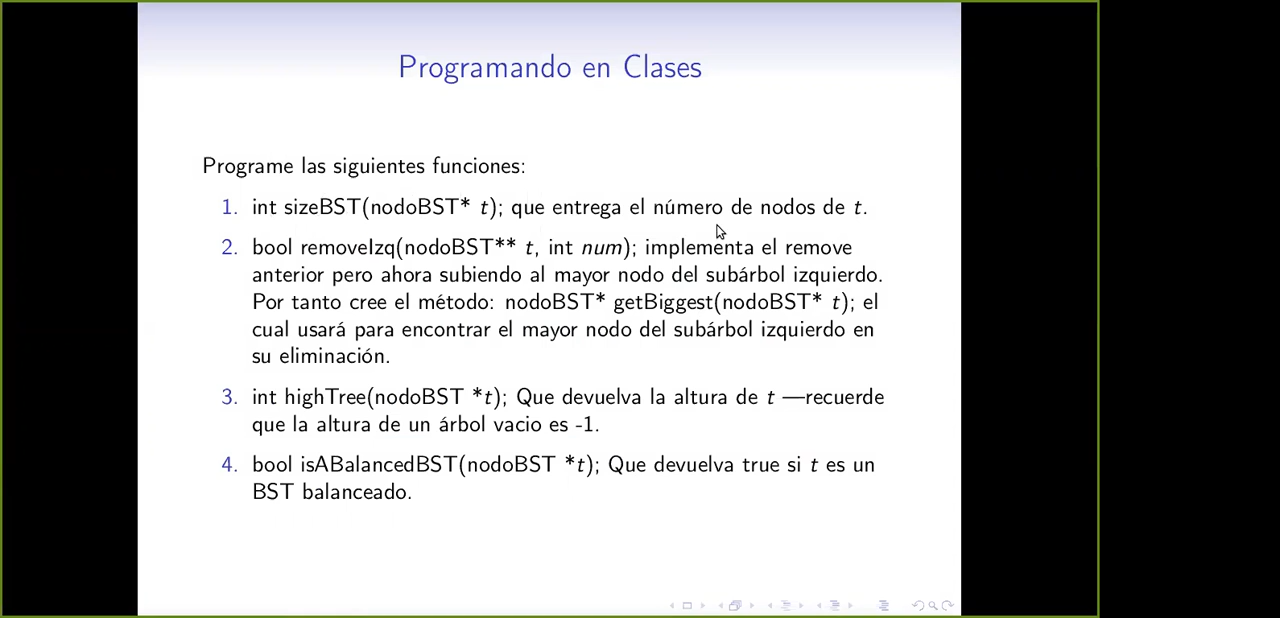 Programando en Clases
Programe las siguientes funciones:
1. int sizeBST(nodoBST* t); que entrega el número de nodos de t.
2. bool removeIzq(nodoBST** t, int num); implementa el remove
anterior pero ahora subiendo al mayor nodo del subárbol izquierdo.
Por tanto cree el método: nodoBST* getBiggest(nodoBST* t); el
cual usará para encontrar el mayor nodo del subárbol izquierdo en
su eliminación.
3. int highTree(nodoBST *t); Que devuelva la altura de t —recuerde
que la altura de un árbol vacio es -1.
4. bool isABalancedBST(nodoBST *t); Que devuelva true si t es un
BST balanceado.